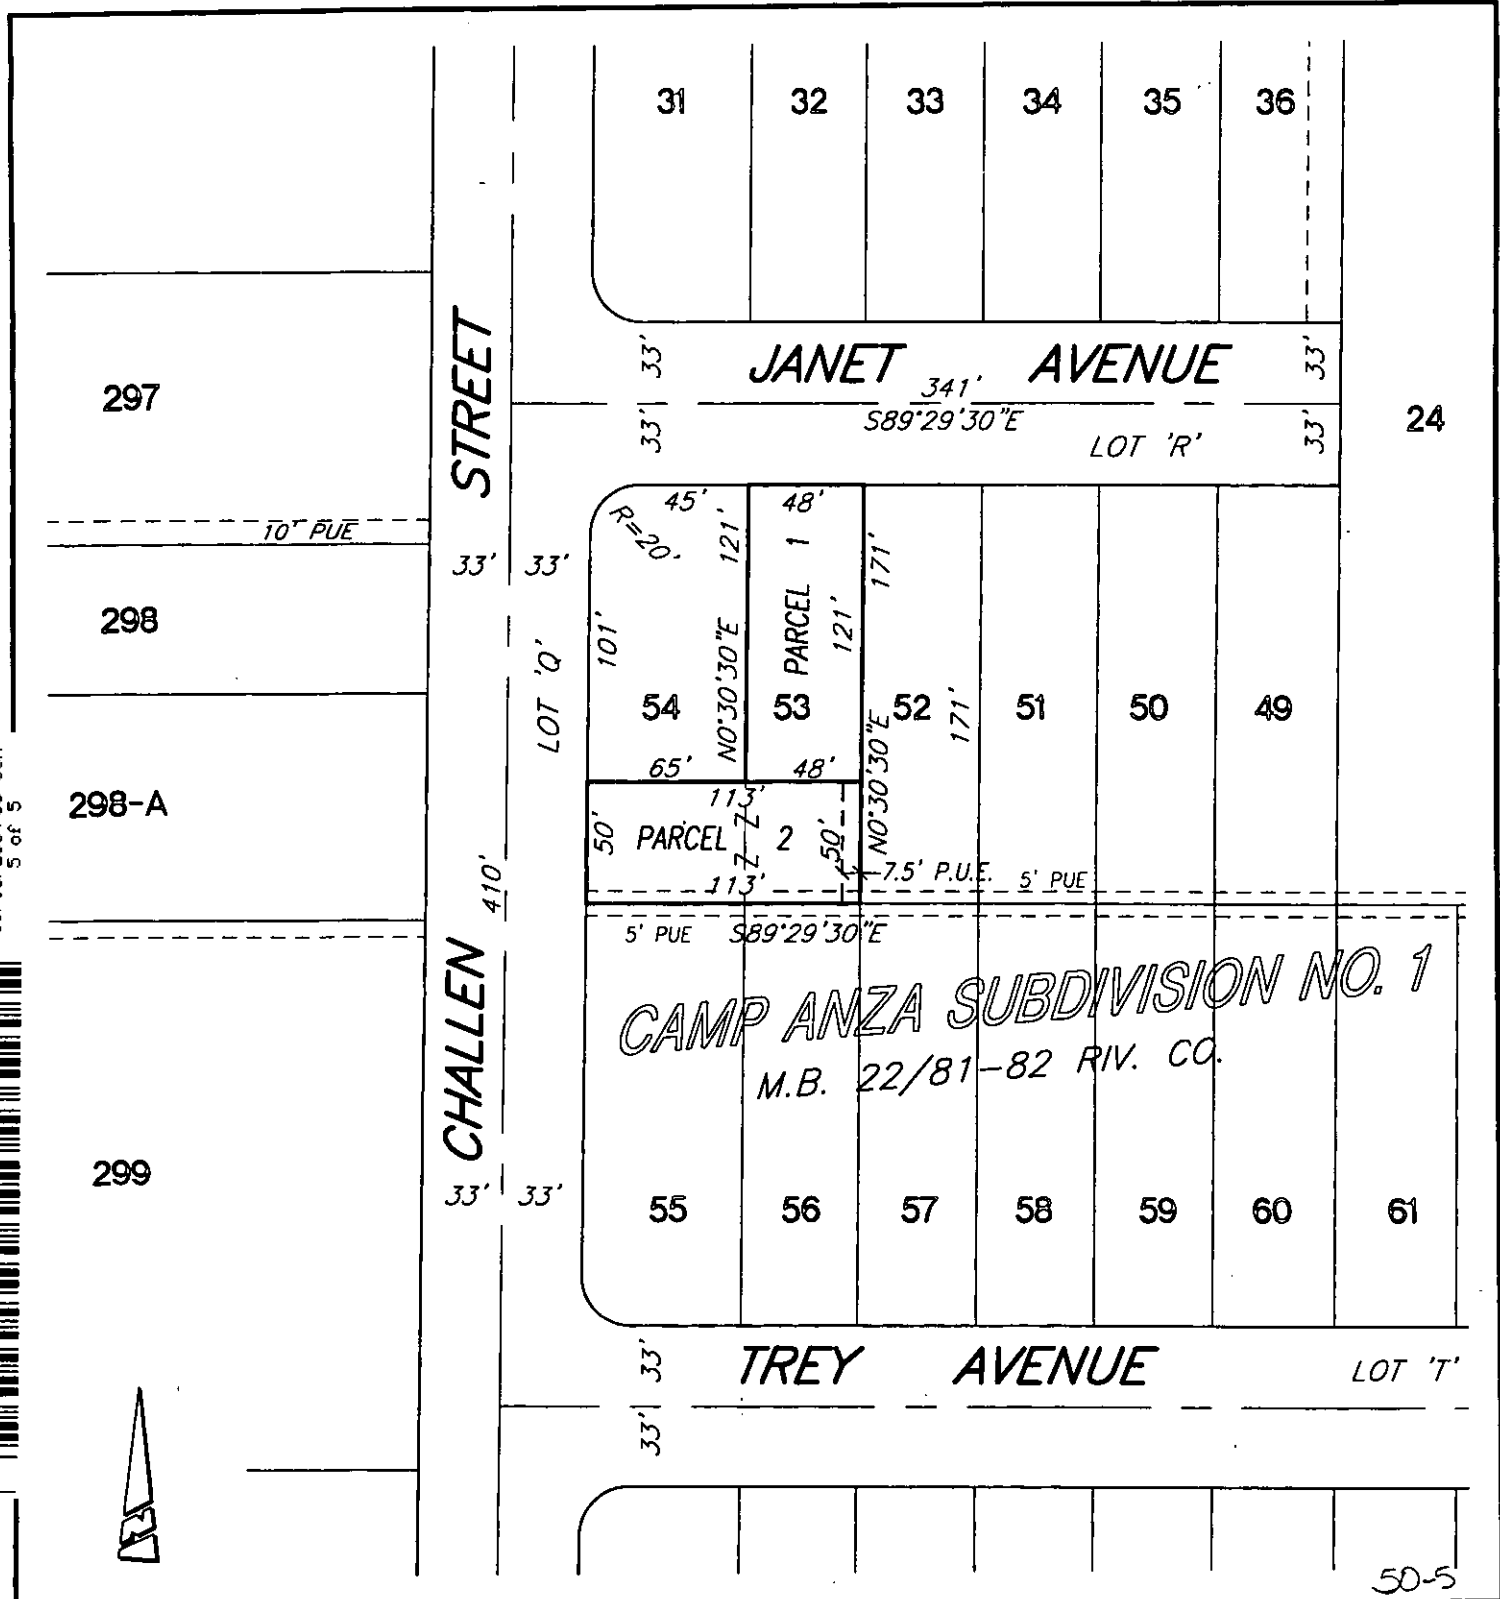 31 32 33 34 35 36
STREET
33' JANET AVENUE 33'
341'
297
33' S89°29'30"E 33' 24
LOT 'R'
45' 48'
R=20'
10' PUE
121' 171'
33' 33'
PARCEL 1
298
101' 121'
LOT 'Q'
N0°30'30"E
54 53 52 171' 51 50 49
N0°30'30"E
65' 48'
298-A
113'
50' PARCEL 2 50'
5 of 5
7.5' P.U.E. 5' PUE
410' 113'
5' PUE S89°29'30"E
CHALLEN
CAMP ANZA SUBDIVISION NO. 1
M.B. 22/81-82 RIV. CO.
299
33' 33'
55 56 57 58 59 60 61
33' TREY AVENUE LOT 'T'
33'
N
50-5